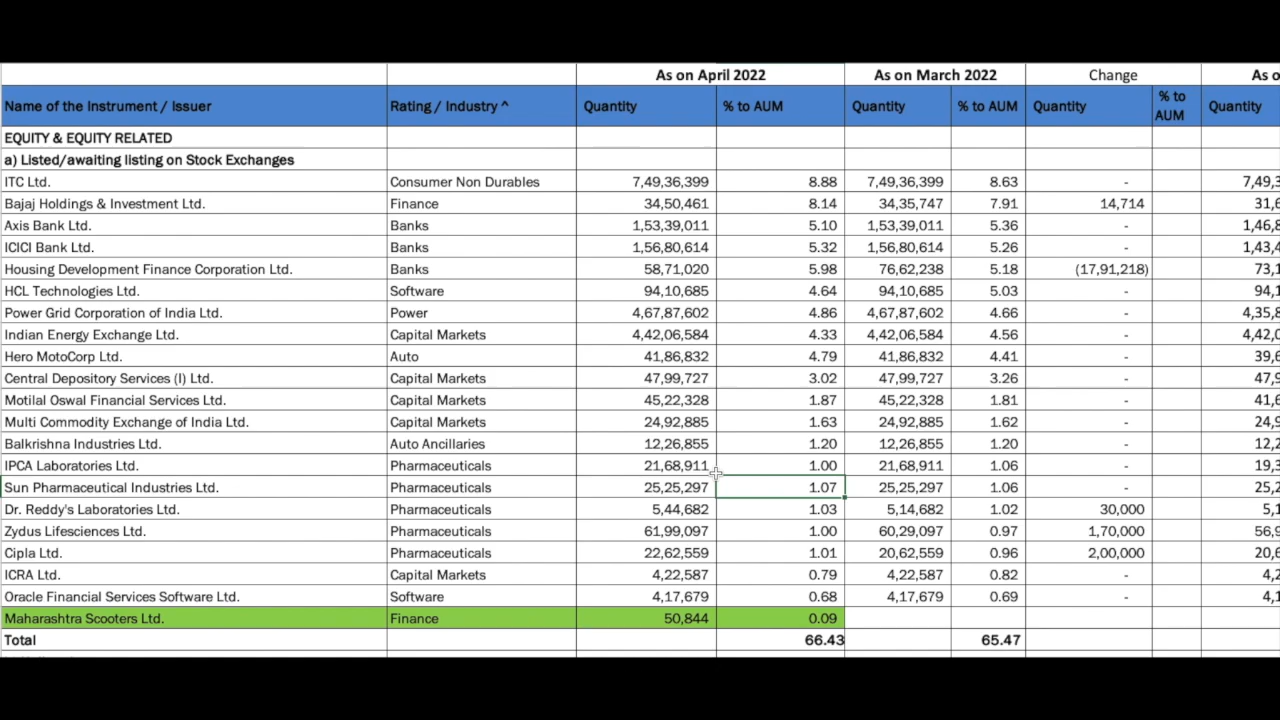 As on April 2022 As on March 2022 Change As o
Name of the Instrument / Issuer Rating / Industry ^ Quantity % to AUM Quantity % to AUM Quantity % to AUM Quantity
EQUITY & EQUITY RELATED
a) Listed/awaiting listing on Stock Exchanges
ITC Ltd. Consumer Non Durables 7,49,36,399 8.88 7,49,36,399 8.63 - 7,49,3
Bajaj Holdings & Investment Ltd. Finance 34,50,461 8.14 34,35,747 7.91 14,714 31,6
Axis Bank Ltd. Banks 1,53,39,011 5.10 1,53,39,011 5.36 - 1,46,8
ICICI Bank Ltd. Banks 1,56,80,614 5.32 1,56,80,614 5.26 - 1,43,4
Housing Development Finance Corporation Ltd. Banks 58,71,020 5.98 76,62,238 5.18 (17,91,218) 73,1
HCL Technologies Ltd. Software 94,10,685 4.64 94,10,685 5.03 - 94,1
Power Grid Corporation of India Ltd. Power 4,67,87,602 4.86 4,67,87,602 4.66 - 4,35,8
Indian Energy Exchange Ltd. Capital Markets 4,42,06,584 4.33 4,42,06,584 4.56 - 4,42,0
Hero MotoCorp Ltd. Auto 41,86,832 4.79 41,86,832 4.41 - 39,6
Central Depository Services (I) Ltd. Capital Markets 47,99,727 3.02 47,99,727 3.26 - 47,9
Motilal Oswal Financial Services Ltd. Capital Markets 45,22,328 1.87 45,22,328 1.81 - 41,6
Multi Commodity Exchange of India Ltd. Capital Markets 24,92,885 1.63 24,92,885 1.62 - 24,9
Balkrishna Industries Ltd. Auto Ancillaries 12,26,855 1.20 12,26,855 1.20 - 12,2
IPCA Laboratories Ltd. Pharmaceuticals 21,68,911 1.00 21,68,911 1.06 - 19,3
Sun Pharmaceutical Industries Ltd. Pharmaceuticals 25,25,297 1.07 25,25,297 1.06 - 25,2
Dr. Reddy's Laboratories Ltd. Pharmaceuticals 5,44,682 1.03 5,14,682 1.02 30,000 5,1
Zydus Lifesciences Ltd. Pharmaceuticals 61,99,097 1.00 60,29,097 0.97 1,70,000 56,9
Cipla Ltd. Pharmaceuticals 22,62,559 1.01 20,62,559 0.96 2,00,000 20,6
ICRA Ltd. Capital Markets 4,22,587 0.79 4,22,587 0.82 - 4,2
Oracle Financial Services Software Ltd. Software 4,17,679 0.68 4,17,679 0.69 - 4,1
Maharashtra Scooters Ltd. Finance 50,844 0.09
Total 66.43 65.47